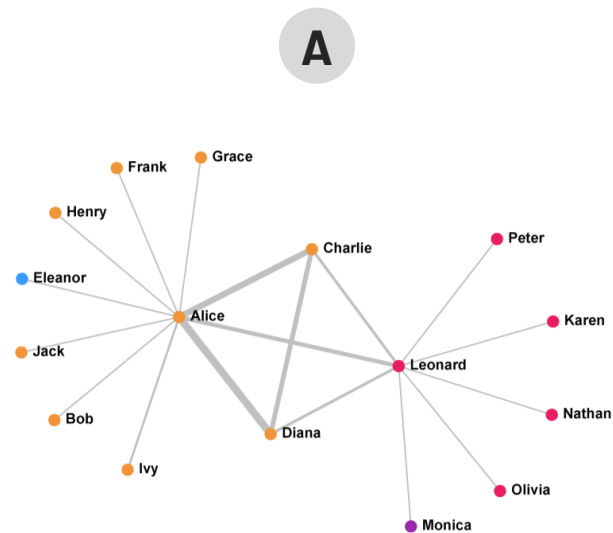 A
Grace
Frank
Henry
Peter
Charlie
Eleanor
Alice
Karen
Jack
Leonard
Nathan
Bob
Diana
Ivy
Olivia
Monica